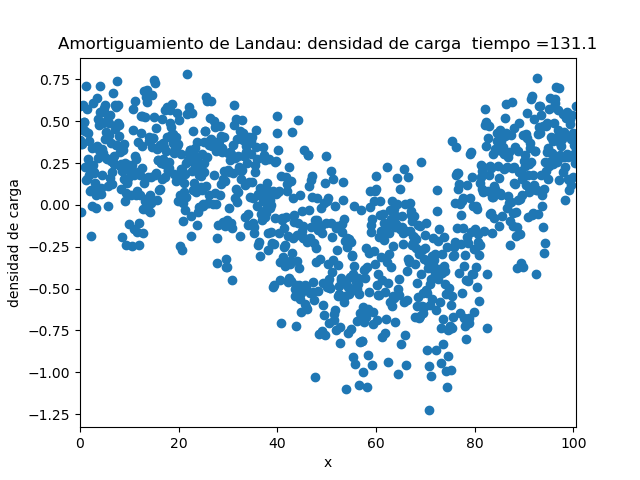 Amortiguamiento de Landau: densidad de carga  tiempo =131.1
0.75
0.50
0.25
0.00
−0.25
−0.50
−0.75
−1.00
−1.25
densidad de carga
0 20 40 60 80 100
x